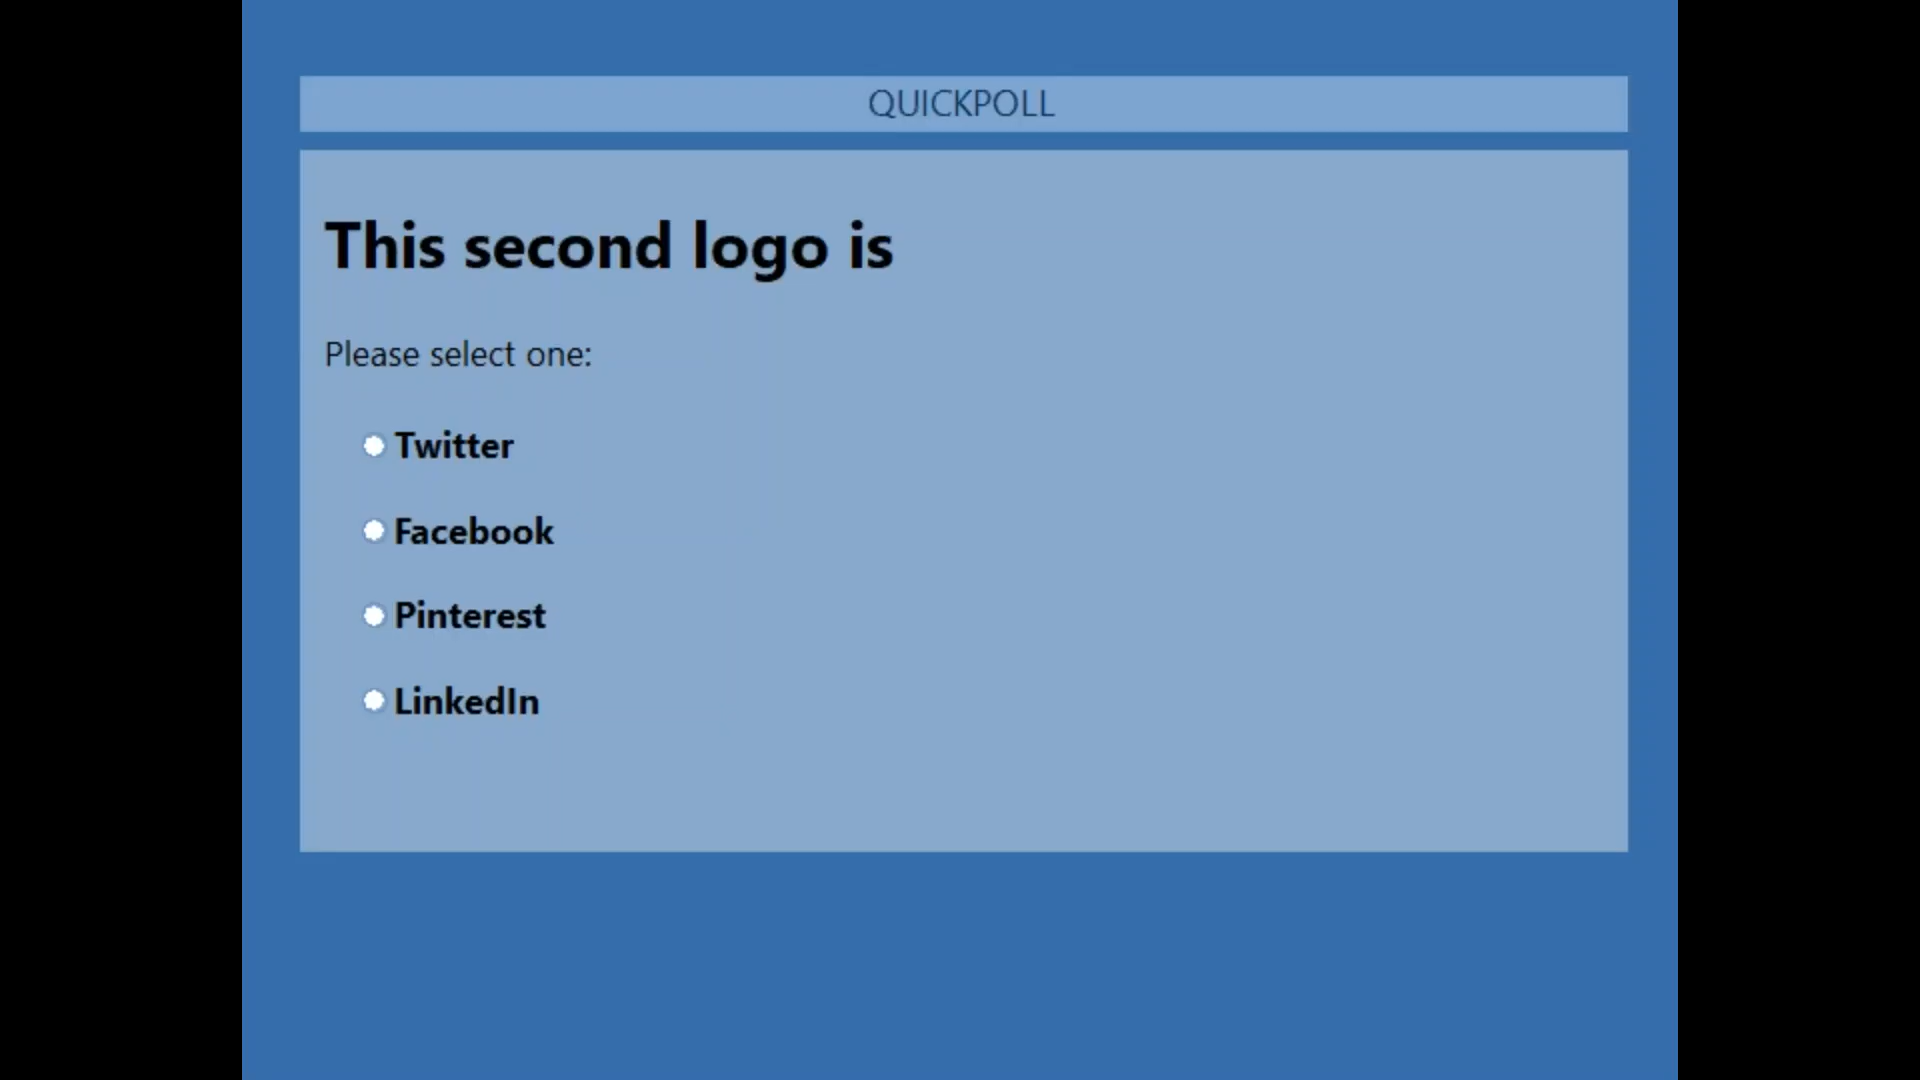 QUICKPOLL
This second logo is
Please select one:
Twitter
Facebook
Pinterest
LinkedIn